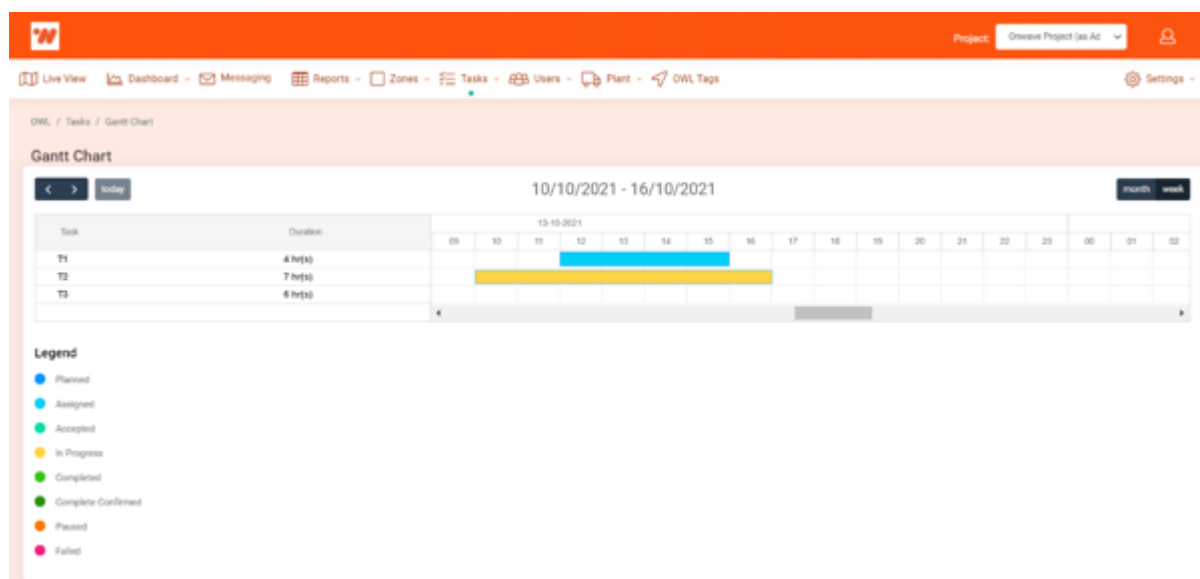 Project: Onwave Project (as Ad
Live View Dashboard Messaging Reports Zones Tasks Users Plant OWL Tags Settings
OWL / Tasks / Gantt Chart
Gantt Chart
today 10/10/2021 - 16/10/2021 month week
Task Duration 13-10-2021
09 10 11 12 13 14 15 16 17 18 19 20 21 22 23 00 01 02
T1 4 hr(s)
T2 7 hr(s)
T3 6 hr(s)
Legend
Planned
Assigned
Accepted
In Progress
Completed
Complete Confirmed
Paused
Failed